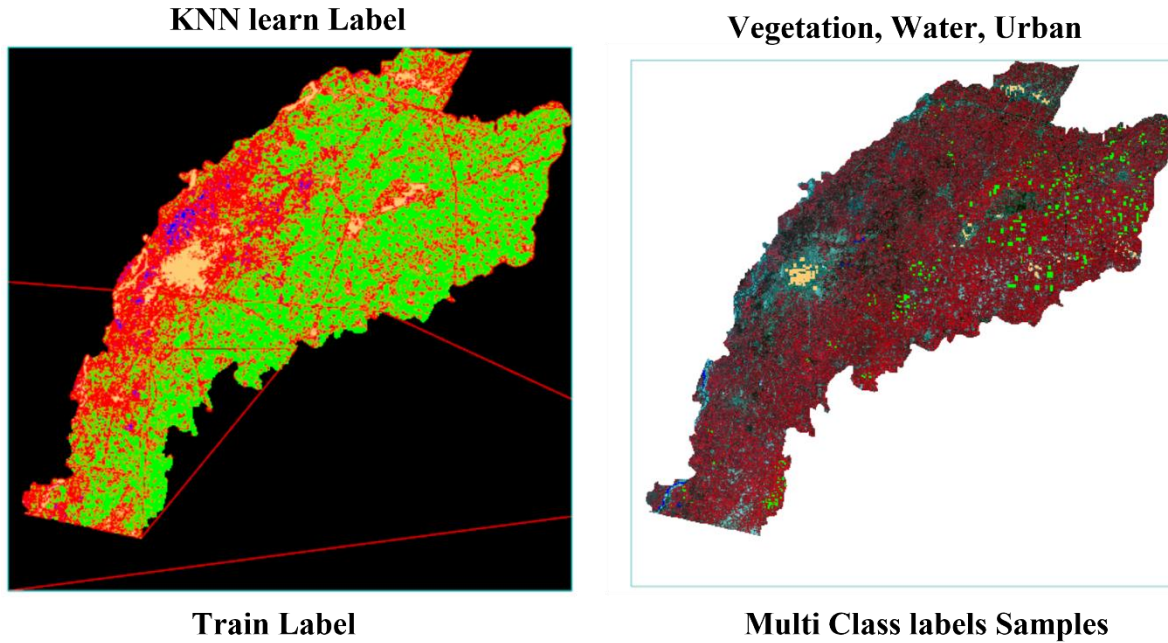 KNN learn Label
Vegetation, Water, Urban
Train Label
Multi Class labels Samples